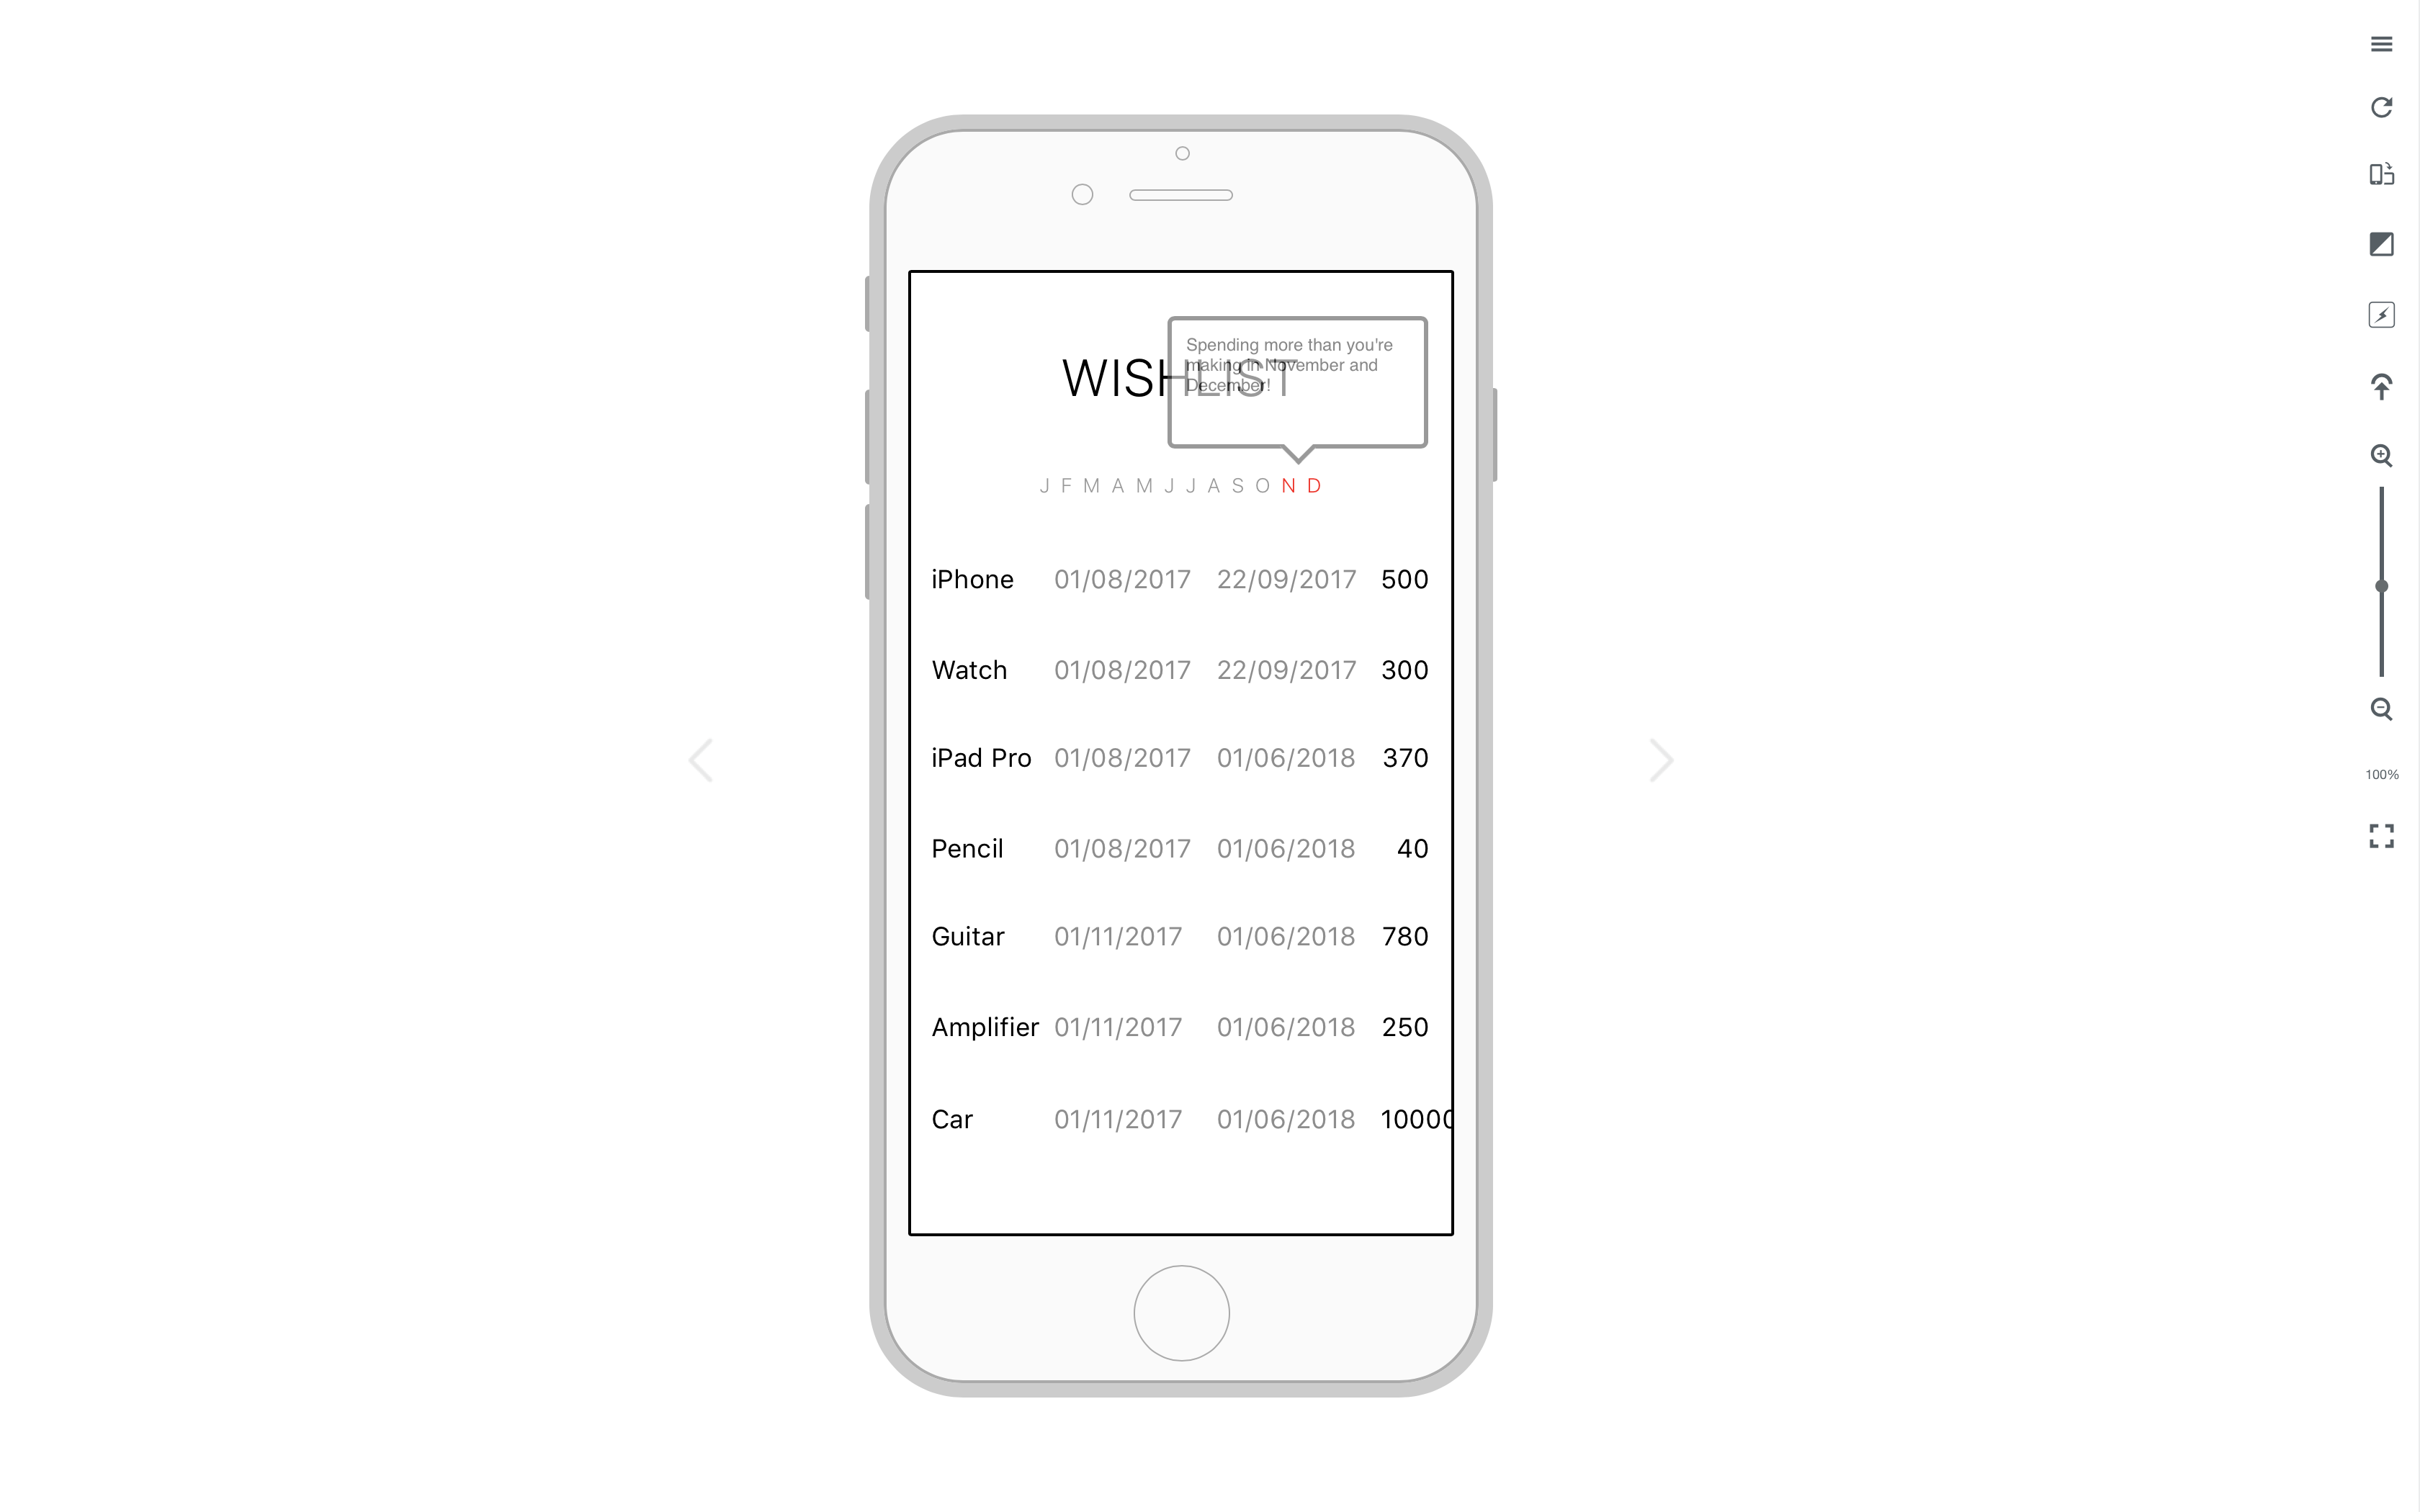 Spending more than you're
making in November and
December!
WISHLIST
J F M A M J J A S O N D
iPhone 01/08/2017 22/09/2017 500
Watch 01/08/2017 22/09/2017 300
iPad Pro 01/08/2017 01/06/2018 370
Pencil 01/08/2017 01/06/2018 40
Guitar 01/11/2017 01/06/2018 780
Amplifier 01/11/2017 01/06/2018 250
Car 01/11/2017 01/06/2018 10000
100%